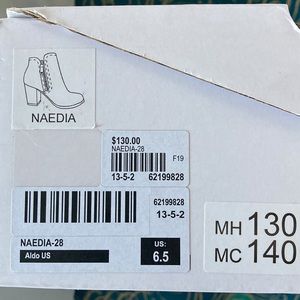 NAEDIA
$130.00
NAEDIA-28
F19
13-5-2 62199828
62199828
13-5-2
NAEDIA-28
Aldo US
US:
6.5
MH 130
MC 140